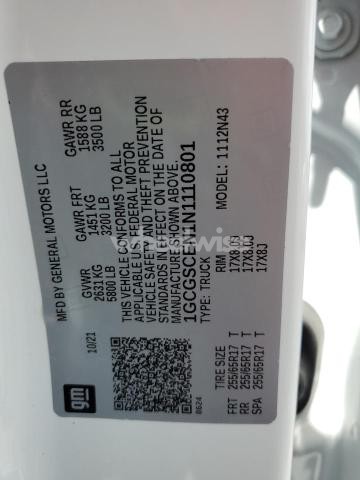 MFD BY GENERAL MOTORS LLC
10/21
GVWR GAWR FRT GAWR RR
2631 KG 1451 KG 1588 KG
5800 LB 3200 LB 3500 LB
THIS VEHICLE CONFORMS TO ALL
APPLICABLE U.S. FEDERAL MOTOR
VEHICLE SAFETY AND THEFT PREVENTION
STANDARDS IN EFFECT ON THE DATE OF
MANUFACTURE SHOWN ABOVE.
TYPE: TRUCK 1112N43
gm
8624
TIRE SIZE RIM
FRT 255/65R17 T 17X8JJ
RR 255/65R17 T 17X8J
SPA 255/65R17 T 17X8J